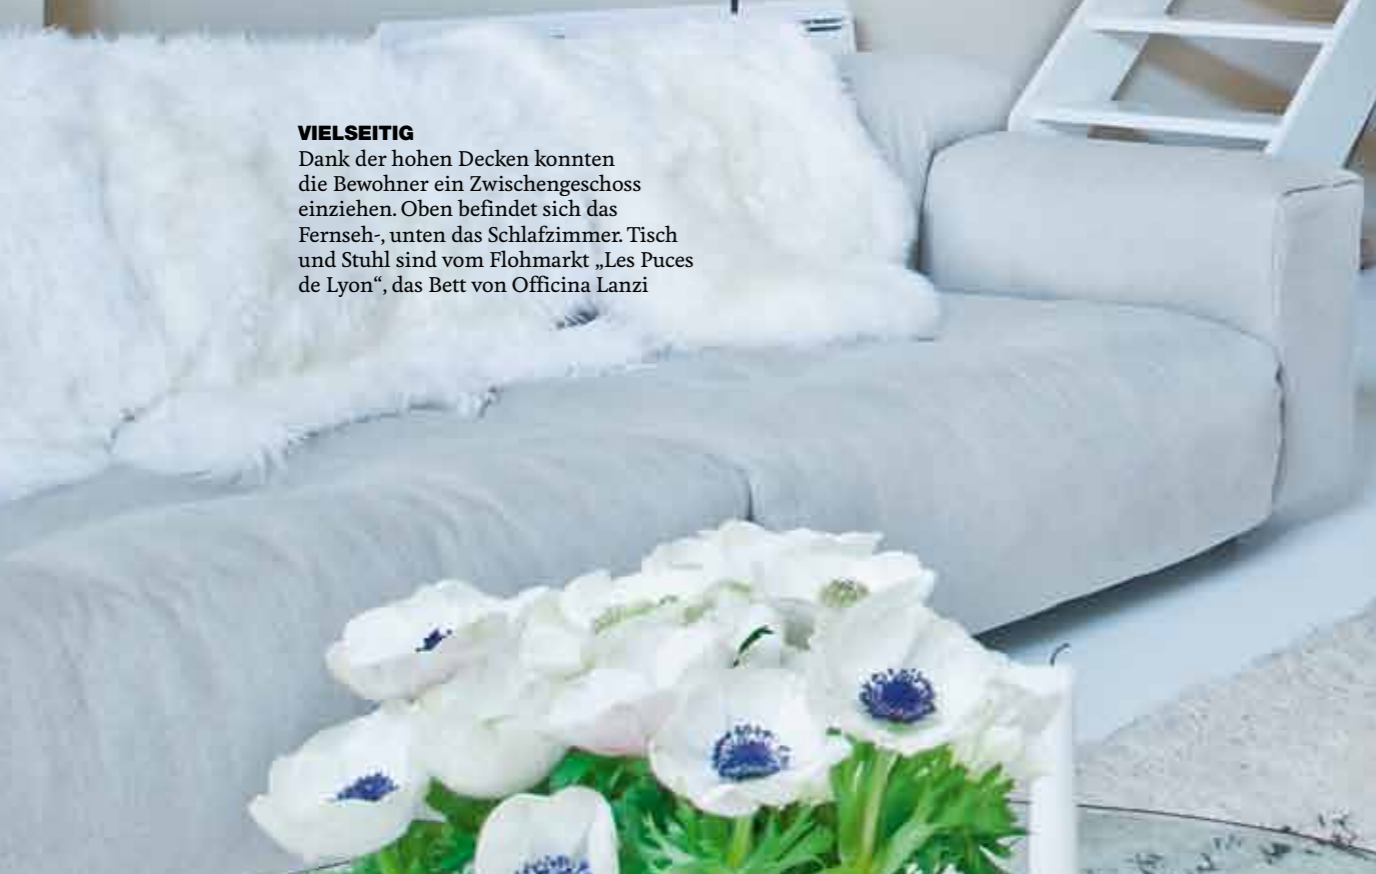 VIELSEITIG
Dank der hohen Decken konnten
die Bewohner ein Zwischengeschoss
einziehen. Oben befindet sich das
Fernseh-, unten das Schlafzimmer. Tisch
und Stuhl sind vom Flohmarkt „Les Puces
de Lyon“, das Bett von Officina Lanzi